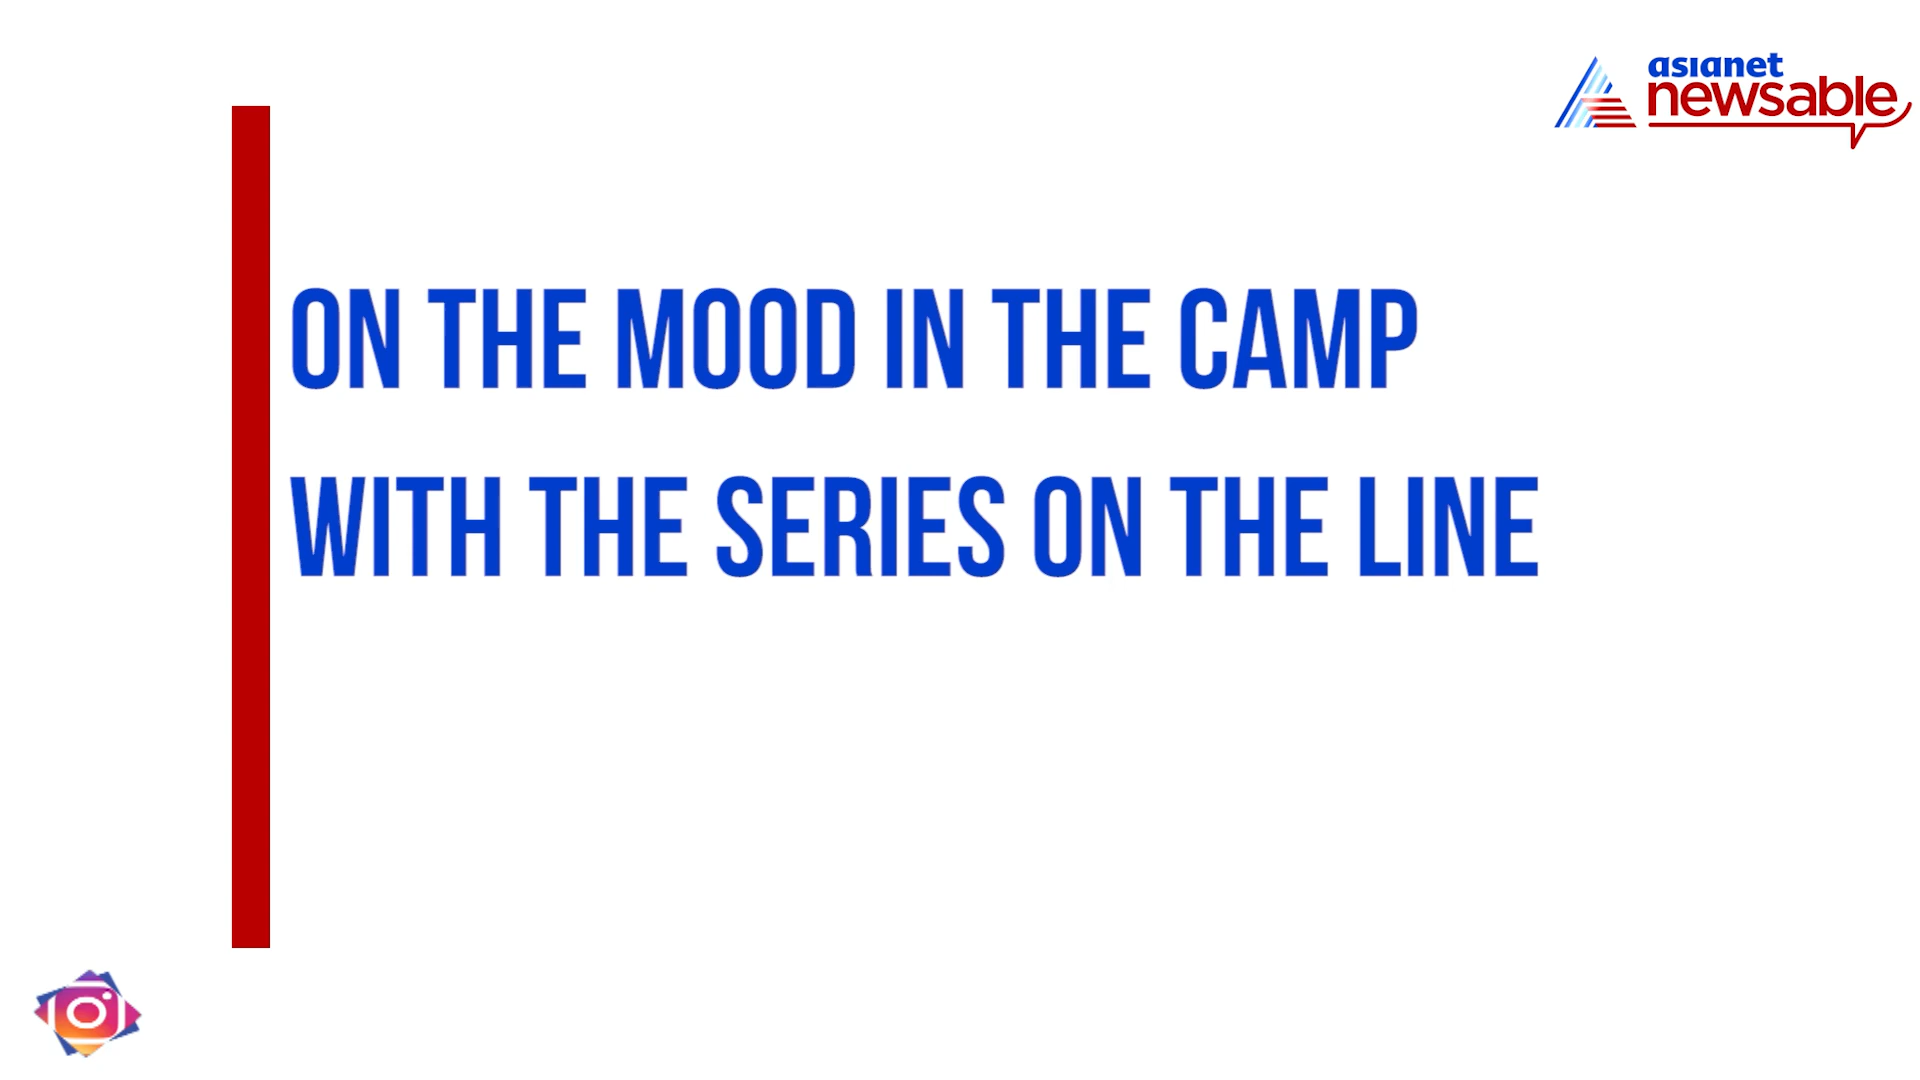 asianet
newsable
ON THE MOOD IN THE CAMP
WITH THE SERIES ON THE LINE